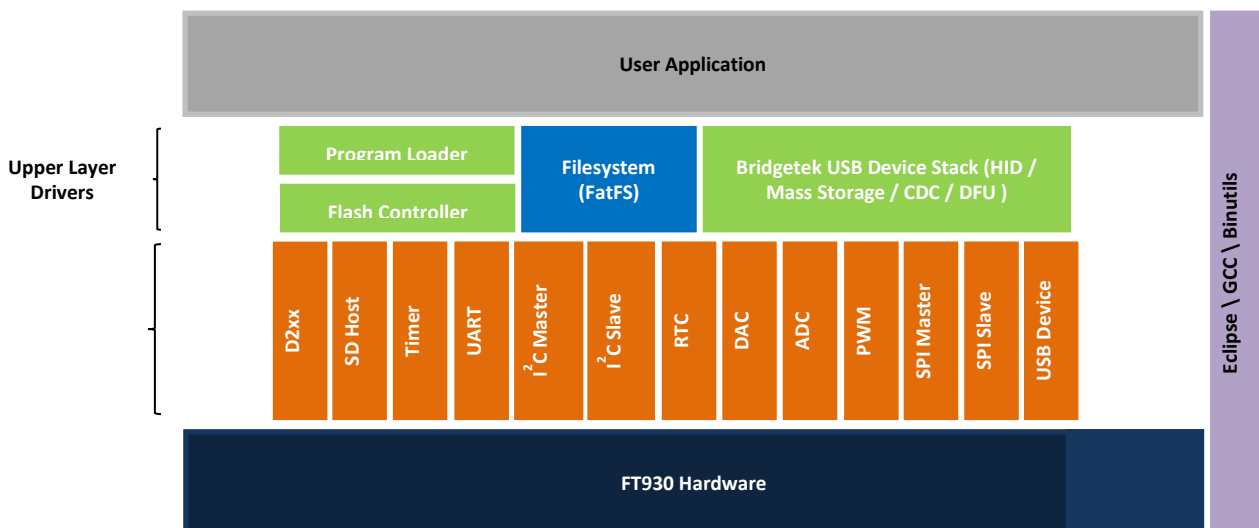 User Application
Upper Layer
Drivers
Program Loader
Flash Controller
Filesystem
(FatFS)
Bridgetek USB Device Stack (HID /
Mass Storage / CDC / DFU )
D2xx
SD Host
Timer
UART
I²C Master
I²C Slave
RTC
DAC
ADC
PWM
SPI Master
SPI Slave
USB Device
FT930 Hardware
Eclipse \ GCC \ Binutils